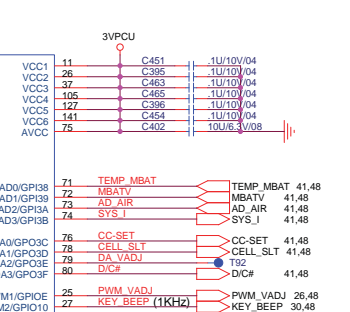 3VPCU
VCC1 11 C451 .1U/10V/04
VCC2 26 C395 .1U/10V/04
VCC3 37 C463 .1U/10V/04
VCC4 105 C465 .1U/10V/04
VCC5 127 C396 .1U/10V/04
VCC6 141 C454 .1U/10V/04
AVCC 75 C402 10U/6.3V/08
AD0/GPI38 71 TEMP_MBAT TEMP_MBAT 41,48
AD1/GPI39 72 MBATV MBATV 41,48
AD2/GPI3A 73 AD_AIR AD_AIR 41,48
AD3/GPI3B 74 SYS_I SYS_I 41,48
A0/GPO3C 76 CC-SET CC-SET 41,48
A1/GPO3D 78 CELL_SLT CELL_SLT 41,48
A2/GPO3E 79 DA_VADJ T92
A3/GPO3F 80 D/C# D/C# 41,48
M1/GPIOE 25 PWM_VADJ PWM_VADJ 26,48
M2/GPIO10 27 KEY_BEEP (1KHz) KEY_BEEP 30,48